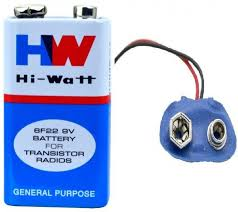 HW
Hi-Watt
6F22 9V
BATTERY
FOR
TRANSISTOR
RADIOS
GENERAL PURPOSE